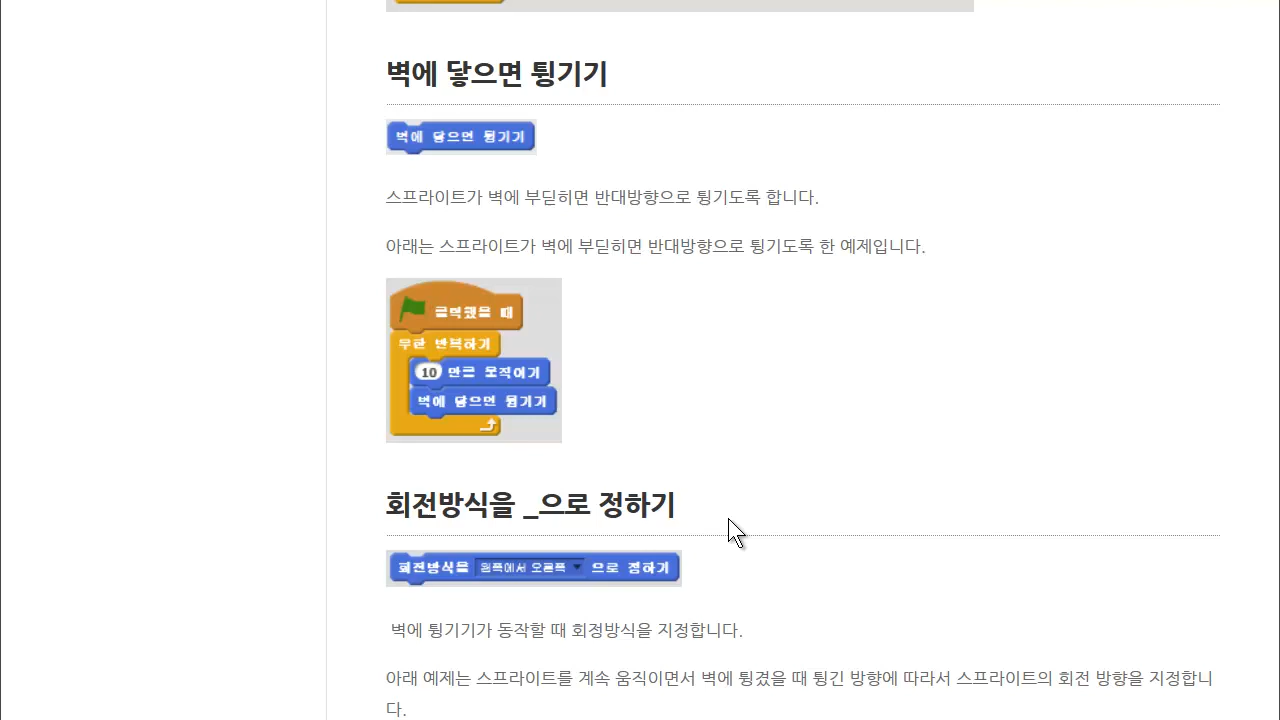 벽에 닿으면 튕기기
벽에 닿으면 튕기기
스프라이트가 벽에 부딛히면 반대방향으로 튕기도록 합니다.
아래는 스프라이트가 벽에 부딛히면 반대방향으로 튕기도록 한 예제입니다.
클릭했을 때
무한 반복하기
10 만큼 움직이기
벽에 닿으면 튕기기
회전방식을 _으로 정하기
회전방식을 왼쪽에서 오른쪽 으로 정하기
벽에 튕기기가 동작할 때 회정방식을 지정합니다.
아래 예제는 스프라이트를 계속 움직이면서 벽에 튕겼을 때 튕긴 방향에 따라서 스프라이트의 회전 방향을 지정합니
다.